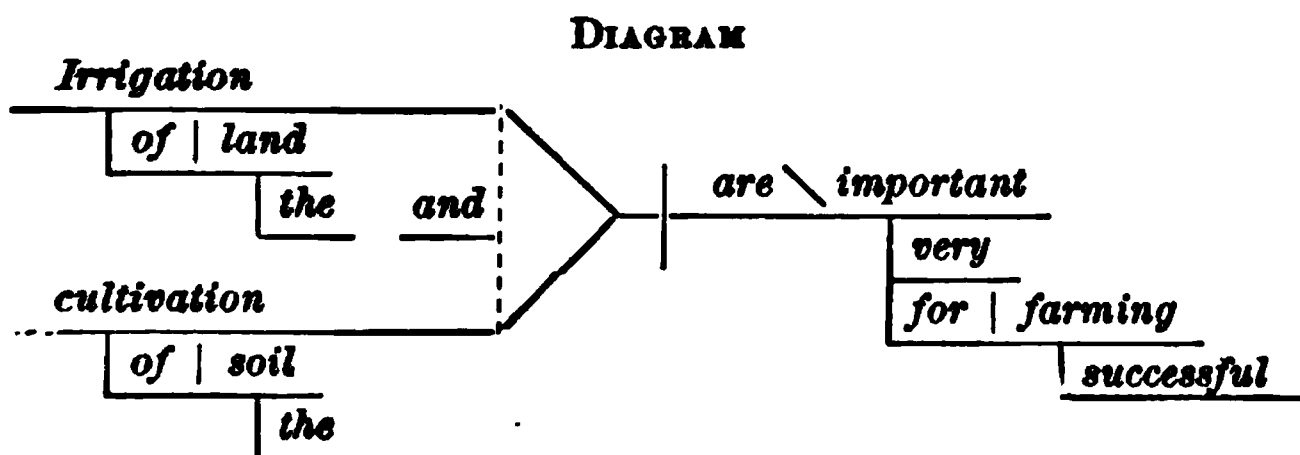 DIAGRAM
Irrigation
of | land
the and
are \ important
very
cultivation
for | farming
of | soil
successful
the